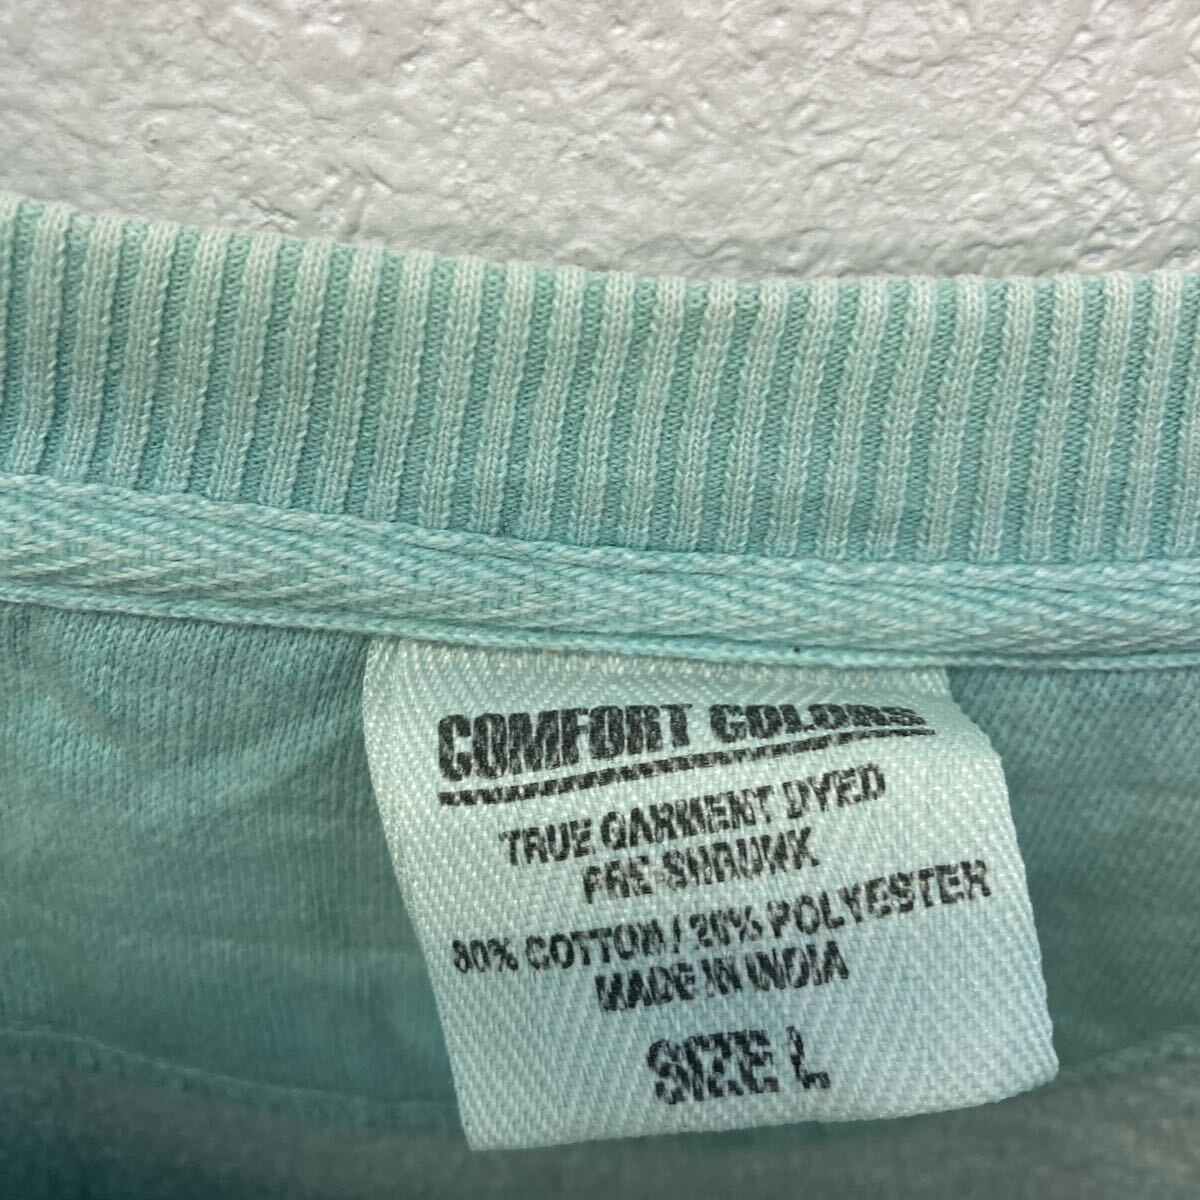 COMFORT COLORS
TRUE GARMENT DYED
PRE-SHRUNK
80% COTTON / 20% POLYESTER
MADE IN INDIA
SIZE L